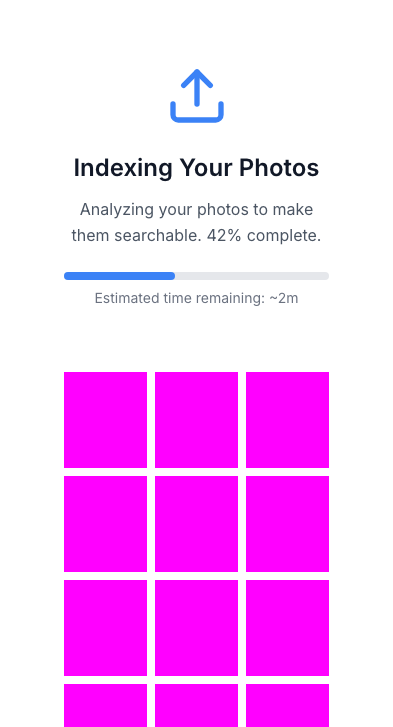 Indexing Your Photos
Analyzing your photos to make
them searchable. 42% complete.
Estimated time remaining: ~2m